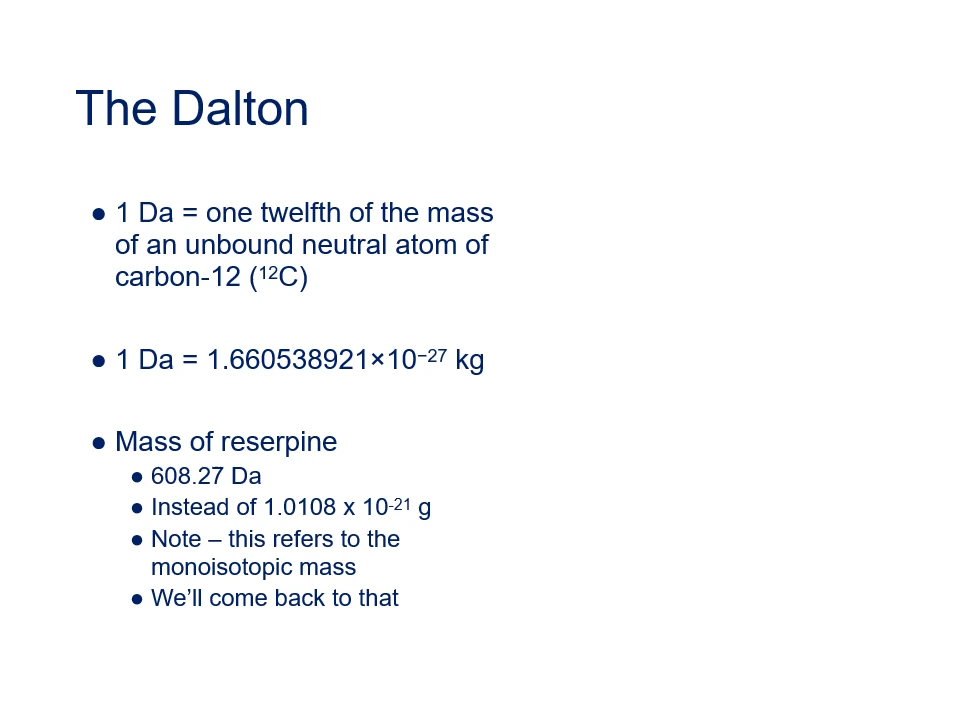 The Dalton
● 1 Da = one twelfth of the mass
of an unbound neutral atom of
carbon-12 (¹²C)
● 1 Da = 1.660538921×10⁻²⁷ kg
● Mass of reserpine
● 608.27 Da
● Instead of 1.0108 x 10⁻²¹ g
● Note – this refers to the
monoisotopic mass
● We’ll come back to that